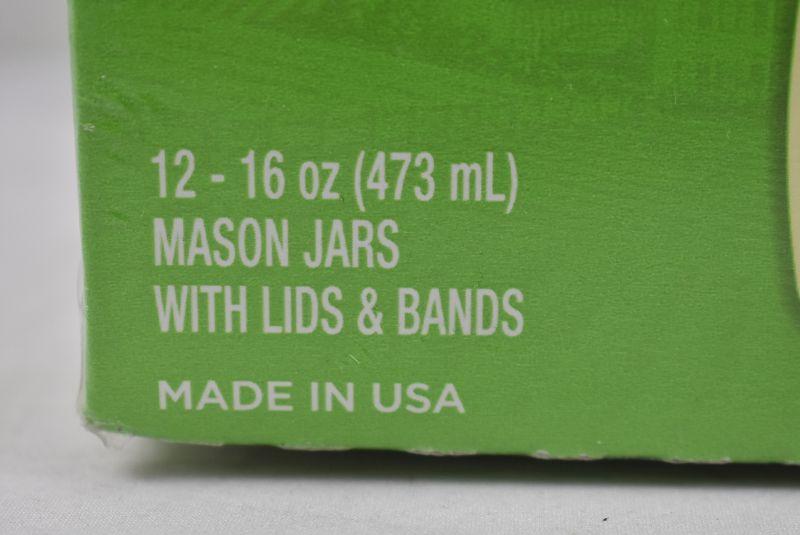 12 - 16 oz (473 mL)
MASON JARS
WITH LIDS & BANDS
MADE IN USA